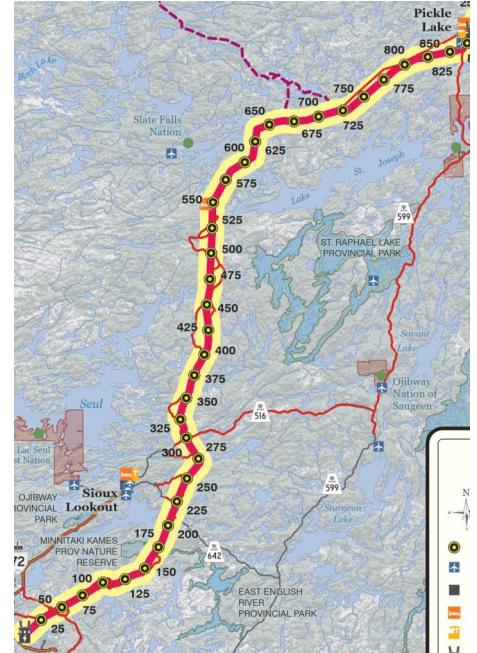 Pickle
Lake
25
850
800
8
825
775
750
Birch Lake
700
650
725
675
Slate Falls
Nation
625
600
St. Joseph
575
Lake
550
599
525
ST. RAPHAEL LAKE
PROVINCIAL PARK
500
475
450
425
Savant
Lake
400
375
Ojibway
Nation of
Saugeen
350
Seul
516
325
Lac Seul
st Nation
300
275
250
599
OJIBWAY
ROVINCIAL
PARK
Sioux
Lookout
N
Sturgeon
Lake
225
200
MINNITAKI KAMES
PROV NATURE
RESERVE
175
642
72
150
100
125
75
EAST ENGLISH
RIVER
PROVINCIAL PARK
50
25